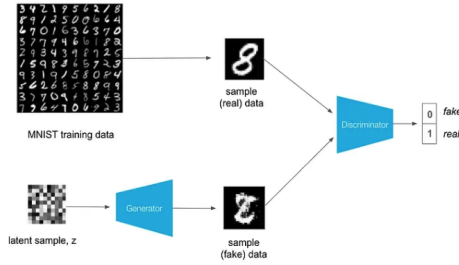 sample
(real) data
MNIST training data
Discriminator
0 fake
1 real
Generator
latent sample, z
sample
(fake) data